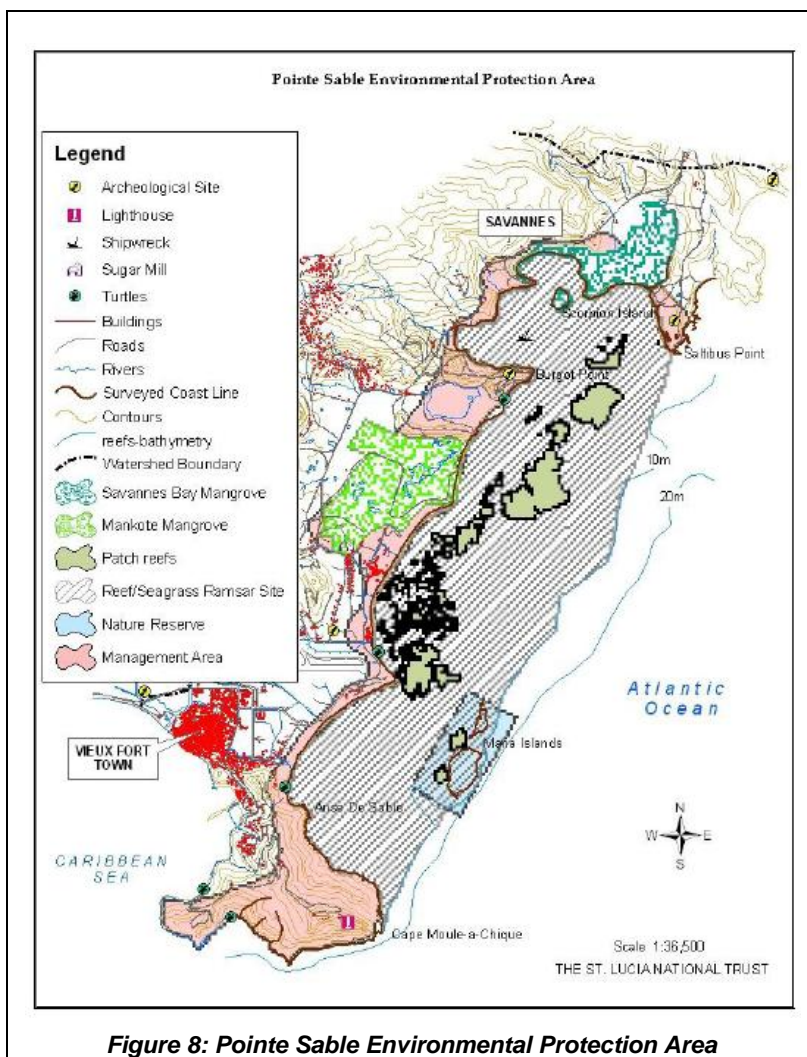 Pointe Sable Environmental Protection Area
Legend
Archeological Site
Lighthouse
Shipwreck
Sugar Mill
Turtles
Buildings
Roads
Rivers
Surveyed Coast Line
Contours
reefs-bathymetry
Watershed Boundary
Savannes Bay Mangrove
Mankote Mangrove
Patch reefs
Reef/Seagrass Ramsar Site
Nature Reserve
Management Area
SAVANNES
Scorpion Island
Saltibus Point
Burgot Point
10m
20m
Atlantic
Ocean
Maria Islands
VIEUX FORT
TOWN
Anse De Sable
CARIBBEAN
SEA
N
W
E
S
Cape Moule-a-Chique
Scale 1:36,500
THE ST. LUCIA NATIONAL TRUST
Figure 8: Pointe Sable Environmental Protection Area